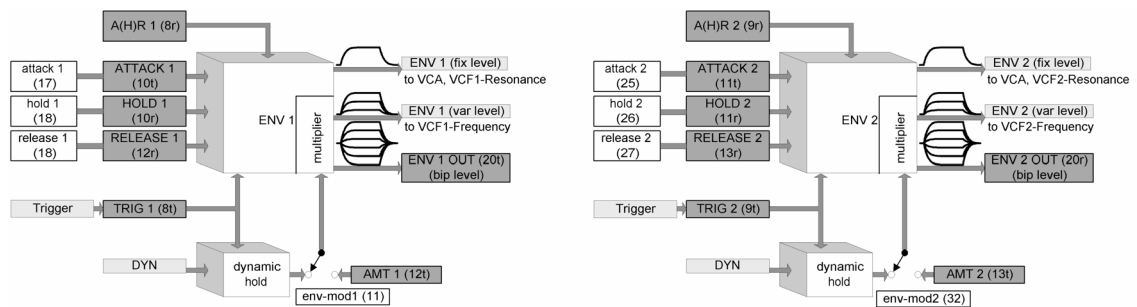 A(H)R 1 (8r)
attack 1
(17)
ATTACK 1
(10t)
hold 1
(18)
HOLD 1
(10r)
release 1
(18)
RELEASE 1
(12r)
ENV 1
multiplier
ENV 1 (fix level)
to VCA, VCF1-Resonance
ENV 1 (var level)
to VCF1-Frequency
ENV 1 OUT (20t)
(bip level)
Trigger
TRIG 1 (8t)
DYN
dynamic
hold
AMT 1 (12t)
env-mod1 (11)
A(H)R 2 (9r)
attack 2
(25)
ATTACK 2
(11t)
hold 2
(26)
HOLD 2
(11r)
release 2
(27)
RELEASE 2
(13r)
ENV 2
multiplier
ENV 2 (fix level)
to VCA, VCF2-Resonance
ENV 2 (var level)
to VCF2-Frequency
ENV 2 OUT (20r)
(bip level)
Trigger
TRIG 2 (9t)
DYN
dynamic
hold
AMT 2 (13t)
env-mod2 (32)